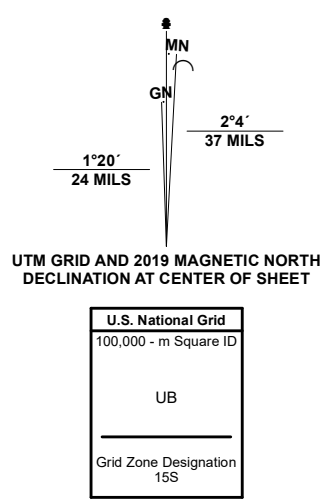 MN
GN
2°4´
37 MILS
1°20´
24 MILS
UTM GRID AND 2019 MAGNETIC NORTH
DECLINATION AT CENTER OF SHEET
U.S. National Grid
100,000 - m Square ID
UB
Grid Zone Designation
15S